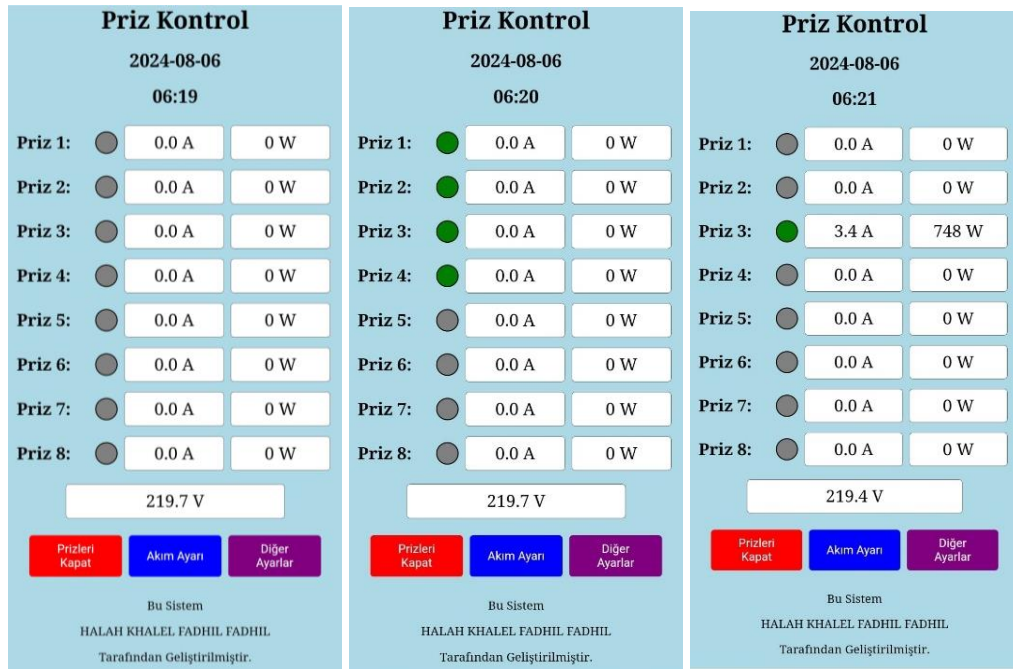 Priz Kontrol
2024-08-06
06:19
Priz 1: 0.0 A 0 W
Priz 2: 0.0 A 0 W
Priz 3: 0.0 A 0 W
Priz 4: 0.0 A 0 W
Priz 5: 0.0 A 0 W
Priz 6: 0.0 A 0 W
Priz 7: 0.0 A 0 W
Priz 8: 0.0 A 0 W
219.7 V
Prizleri
Kapat
Akım Ayarı
Diğer
Ayarlar
Bu Sistem
HALAH KHALEL FADHIL FADHIL
Tarafından Geliştirilmiştir.
Priz Kontrol
2024-08-06
06:20
Priz 1: 0.0 A 0 W
Priz 2: 0.0 A 0 W
Priz 3: 0.0 A 0 W
Priz 4: 0.0 A 0 W
Priz 5: 0.0 A 0 W
Priz 6: 0.0 A 0 W
Priz 7: 0.0 A 0 W
Priz 8: 0.0 A 0 W
219.7 V
Prizleri
Kapat
Akım Ayarı
Diğer
Ayarlar
Bu Sistem
HALAH KHALEL FADHIL FADHIL
Tarafından Geliştirilmiştir.
Priz Kontrol
2024-08-06
06:21
Priz 1: 0.0 A 0 W
Priz 2: 0.0 A 0 W
Priz 3: 3.4 A 748 W
Priz 4: 0.0 A 0 W
Priz 5: 0.0 A 0 W
Priz 6: 0.0 A 0 W
Priz 7: 0.0 A 0 W
Priz 8: 0.0 A 0 W
219.4 V
Prizleri
Kapat
Akım Ayarı
Diğer
Ayarlar
Bu Sistem
HALAH KHALEL FADHIL FADHIL
Tarafından Geliştirilmiştir.